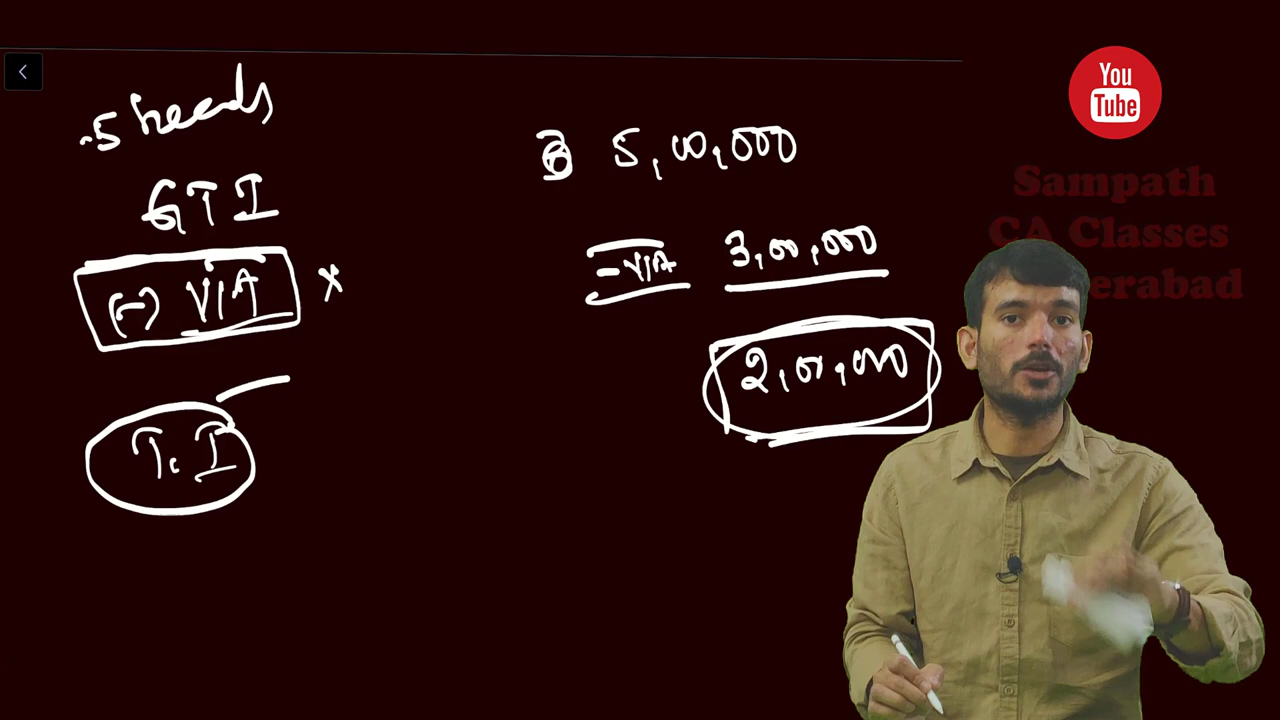 5 heads
GTI
(-) VIA x
T.I
5,00,000
- VIA 3,00,000
2,00,000
You
Tube
Sampath
CA Classes
erabad